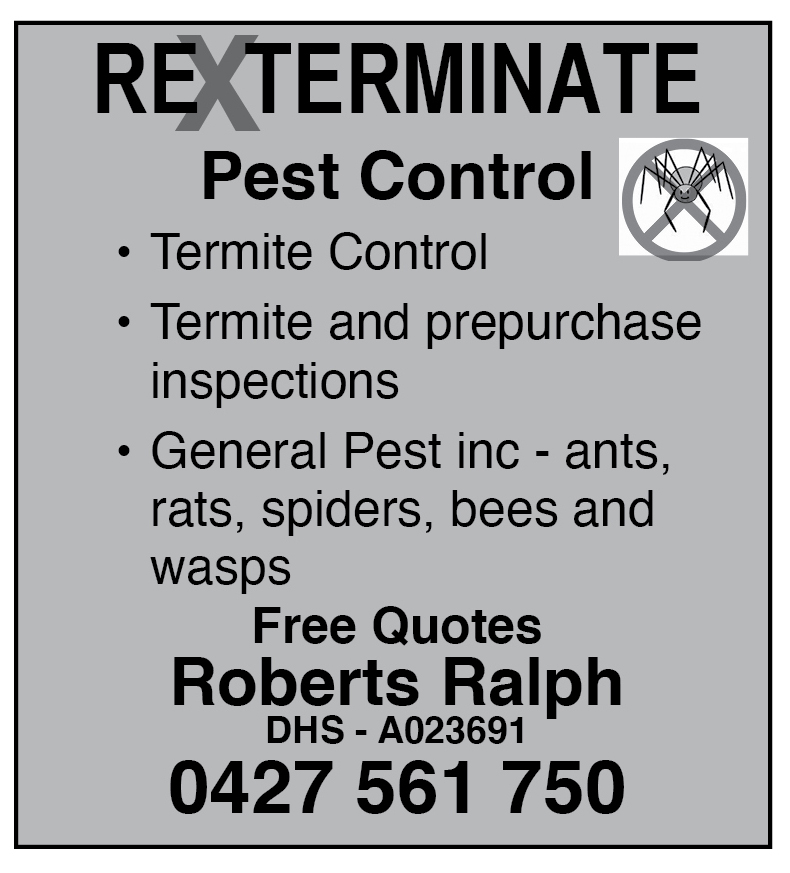 REXTERMINATE
Pest Control
• Termite Control
• Termite and prepurchase
inspections
• General Pest inc - ants,
rats, spiders, bees and
wasps
Free Quotes
Roberts Ralph
DHS - A023691
0427 561 750